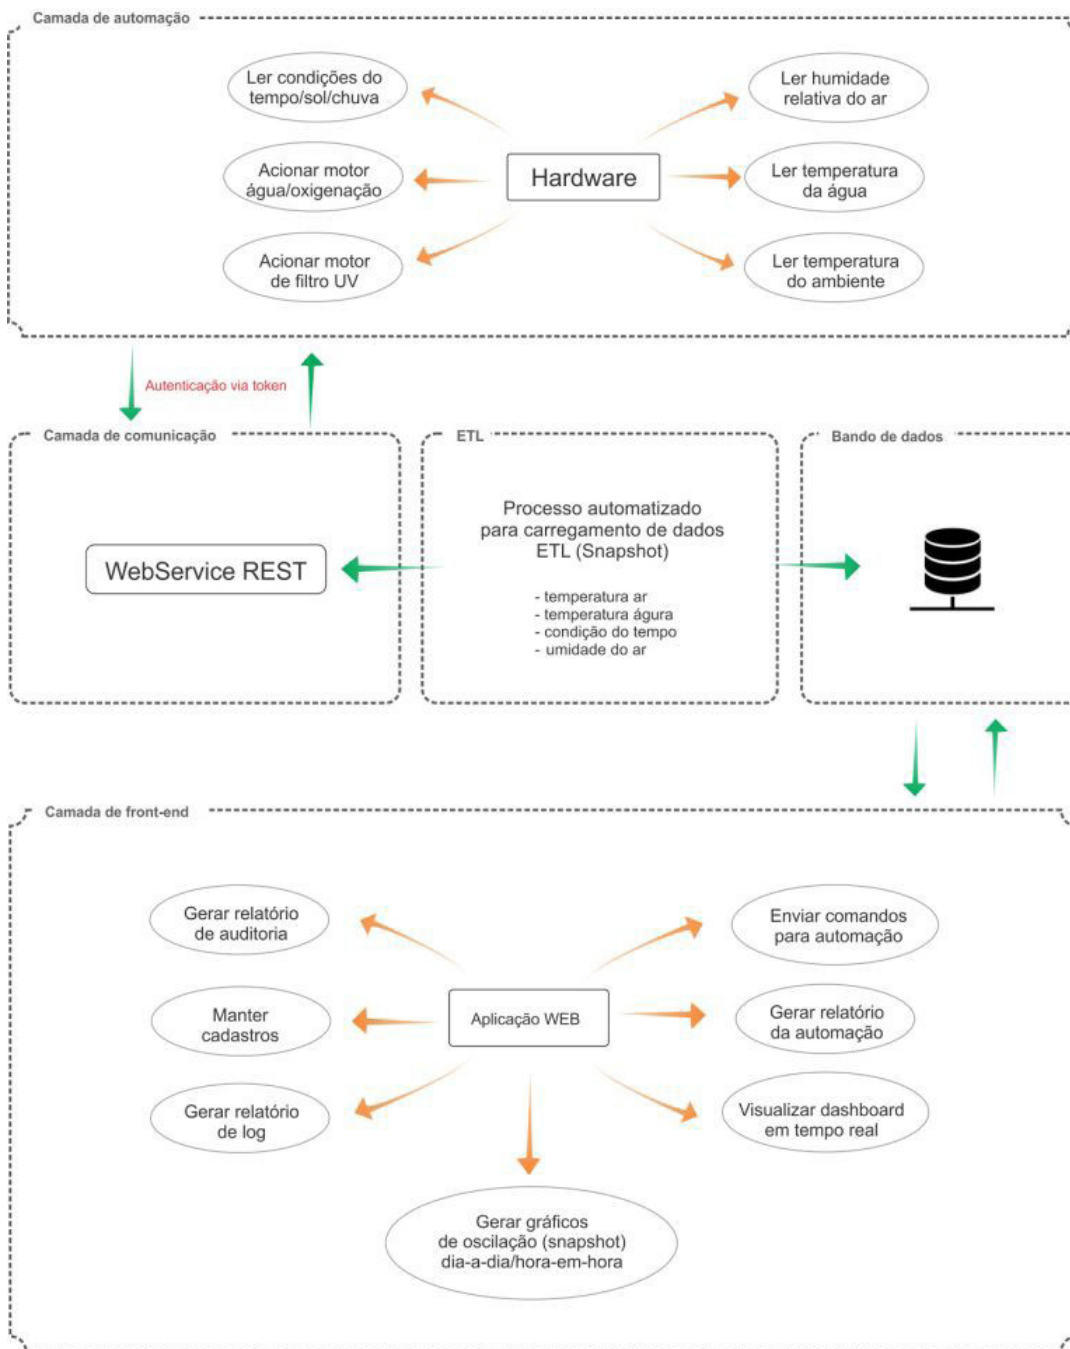 Camada de automação
Ler condições do
tempo/sol/chuva
Ler humidade
relativa do ar
Acionar motor
água/oxigenação
Hardware
Ler temperatura
da água
Acionar motor
de filtro UV
Ler temperatura
do ambiente
Autenticação via token
Camada de comunicação
WebService REST
ETL
Processo automatizado
para carregamento de dados
ETL (Snapshot)
- temperatura ar
- temperatura águra
- condição do tempo
- umidade do ar
Bando de dados
Camada de front-end
Gerar relatório
de auditoria
Enviar comandos
para automação
Manter
cadastros
Aplicação WEB
Gerar relatório
da automação
Gerar relatório
de log
Visualizar dashboard
em tempo real
Gerar gráficos
de oscilação (snapshot)
dia-a-dia/hora-em-hora